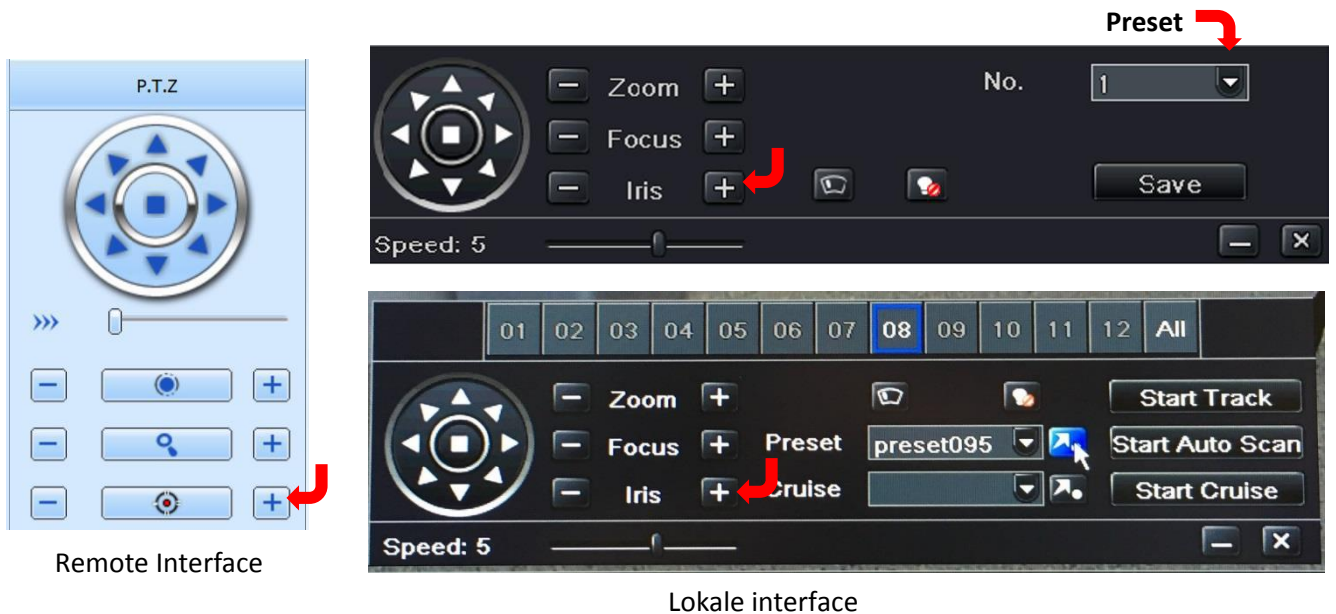 Preset
P.T.Z
Zoom
No.
1
Focus
Iris
Save
Speed: 5
01 02 03 04 05 06 07 08 09 10 11 12 All
Zoom
Start Track
Focus
Preset
preset095
Start Auto Scan
Iris
Cruise
Start Cruise
Speed: 5
Remote Interface
Lokale interface